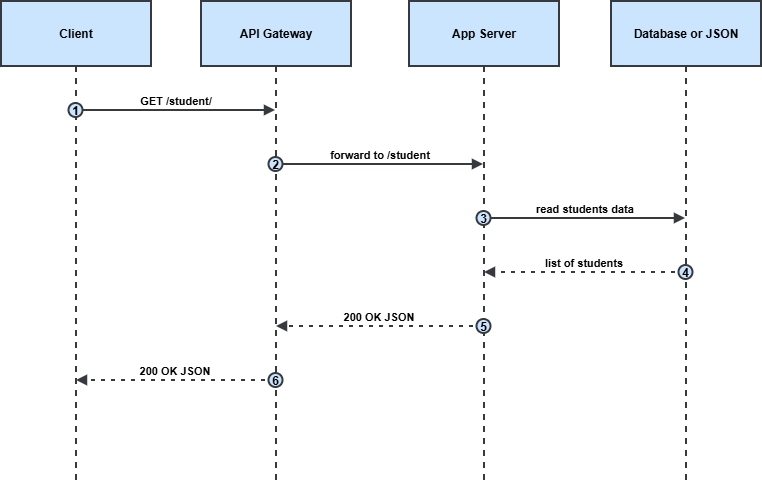 Client
API Gateway
App Server
Database or JSON
GET /student/
1
forward to /student
2
read students data
3
list of students
4
200 OK JSON
5
200 OK JSON
6